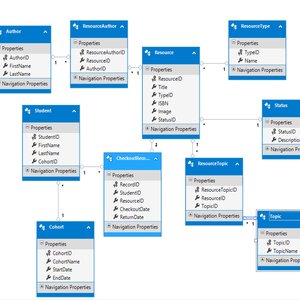 Author
Properties
AuthorID
FirstName
LastName
Navigation Properties
ResourceAuthor
Properties
ResourceAuthorID
ResourceID
AuthorID
Navigation Properties
Resource
Properties
ResourceID
Title
TypeID
ISBN
Image
StatusID
Navigation Properties
ResourceType
Properties
TypeID
Name
Navigation Properties
Student
Properties
StudentID
FirstName
LastName
CohortID
Navigation Properties
Status
Properties
StatusID
Description
Navigation Properties
Properties
RecordID
StudentID
ResourceID
CheckoutDate
ReturnDate
Navigation Properties
ResourceTopic
Properties
ResourceTopicID
ResourceID
TopicID
Navigation Properties
Cohort
Properties
CohortID
CohortName
StartDate
EndDate
Navigation Properties
Topic
Properties
TopicID
TopicName
Navigation Properties